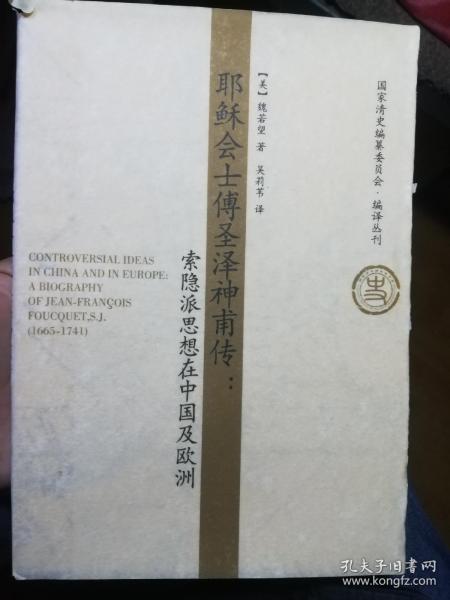 国家清史编纂委员会·编译丛刊
【美】魏若望 著 吴莉苇 译
耶稣会士傅圣泽神甫传：
索隐派思想在中国及欧洲
CONTROVERSIAL IDEAS
IN CHINA AND IN EUROPE:
A BIOGRAPHY
OF JEAN-FRANÇOIS
FOUCQUET,S.J.
(1665-1741)
史
孔夫子旧书网
www.kongfz.com